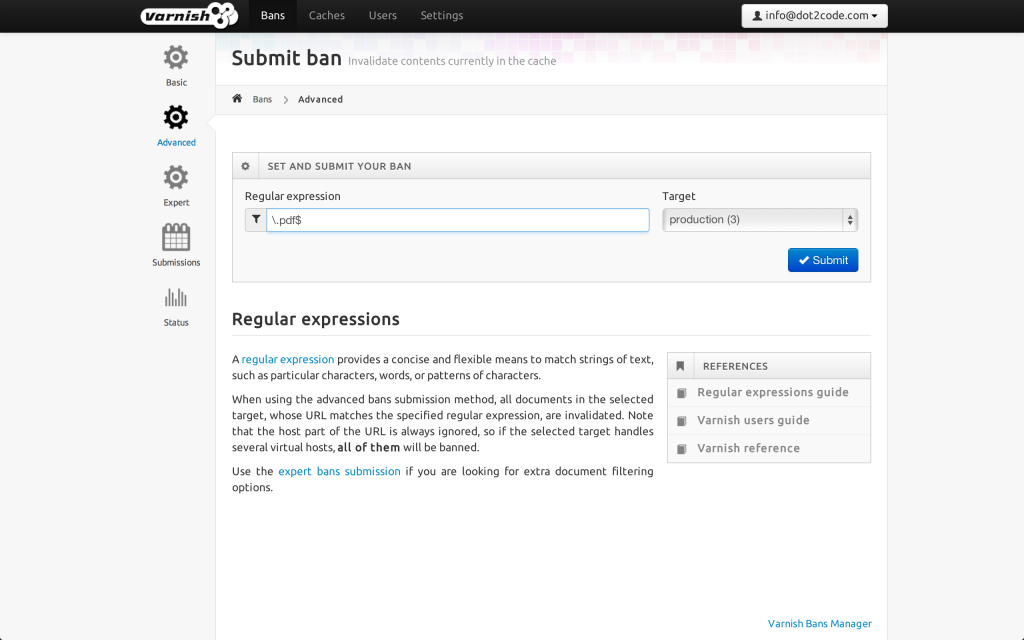 varnish
Bans
Caches
Users
Settings
info@dot2code.com
Basic
Advanced
Expert
Submissions
Status
Submit ban Invalidate contents currently in the cache
Bans
Advanced
SET AND SUBMIT YOUR BAN
Regular expression
Target
\.pdf$
production (3)
Submit
Regular expressions
A regular expression provides a concise and flexible means to match strings of text,
such as particular characters, words, or patterns of characters.
When using the advanced bans submission method, all documents in the selected
target, whose URL matches the specified regular expression, are invalidated. Note
that the host part of the URL is always ignored, so if the selected target handles
several virtual hosts, all of them will be banned.
Use the expert bans submission if you are looking for extra document filtering
options.
REFERENCES
Regular expressions guide
Varnish users guide
Varnish reference
Varnish Bans Manager